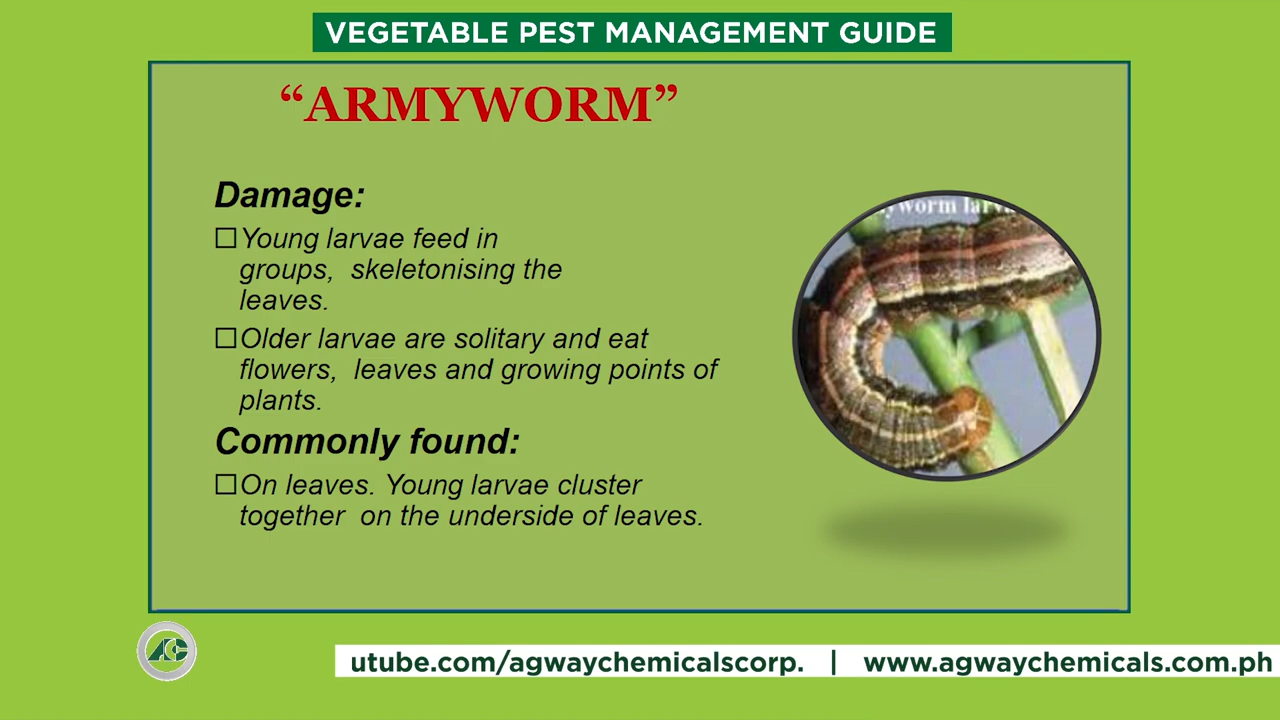 VEGETABLE PEST MANAGEMENT GUIDE
“ARMYWORM”
Damage:
Young larvae feed in
groups, skeletonising the
leaves.
Older larvae are solitary and eat
flowers, leaves and growing points of
plants.
Commonly found:
On leaves. Young larvae cluster
together on the underside of leaves.
utube.com/agwaychemicalscorp. | www.agwaychemicals.com.ph